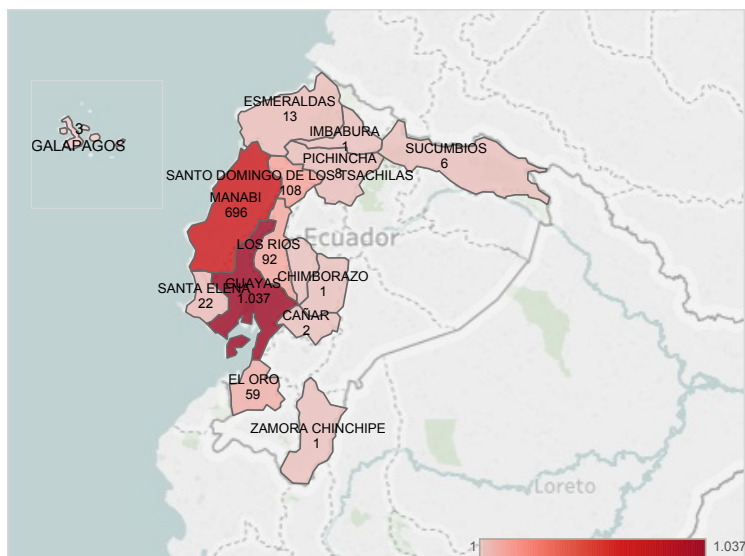 ESMERALDAS
13
IMBABURA
1
3
GALAPAGOS
SUCUMBIOS
6
PICHINCHA
8
SANTO DOMINGO DE LOS TSACHILAS
108
MANABI
696
Ecuador
LOS RIOS
92
CHIMBORAZO
1
SANTA ELENA
22
GUAYAS
1.037
CAÑAR
2
EL ORO
59
ZAMORA CHINCHIPE
1
Loreto
1
1.037